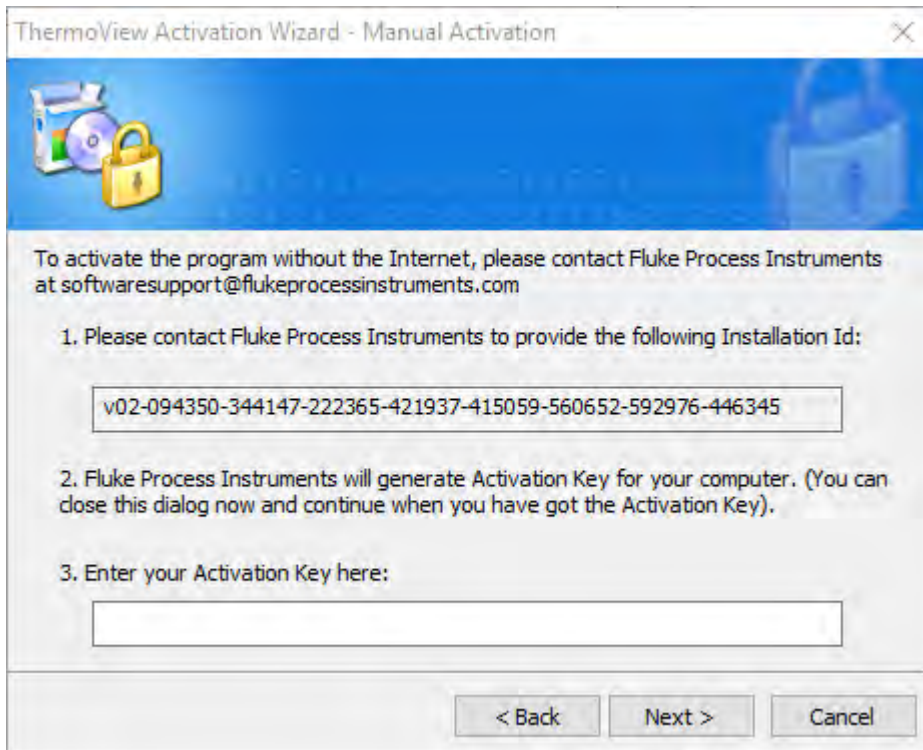 ThermoView Activation Wizard - Manual Activation
To activate the program without the Internet, please contact Fluke Process Instruments
at softwaresupport@flukeprocessinstruments.com
1. Please contact Fluke Process Instruments to provide the following Installation Id:
v02-094350-344147-222365-421937-415059-560652-592976-446345
2. Fluke Process Instruments will generate Activation Key for your computer. (You can
close this dialog now and continue when you have got the Activation Key).
3. Enter your Activation Key here:
< Back
Next >
Cancel